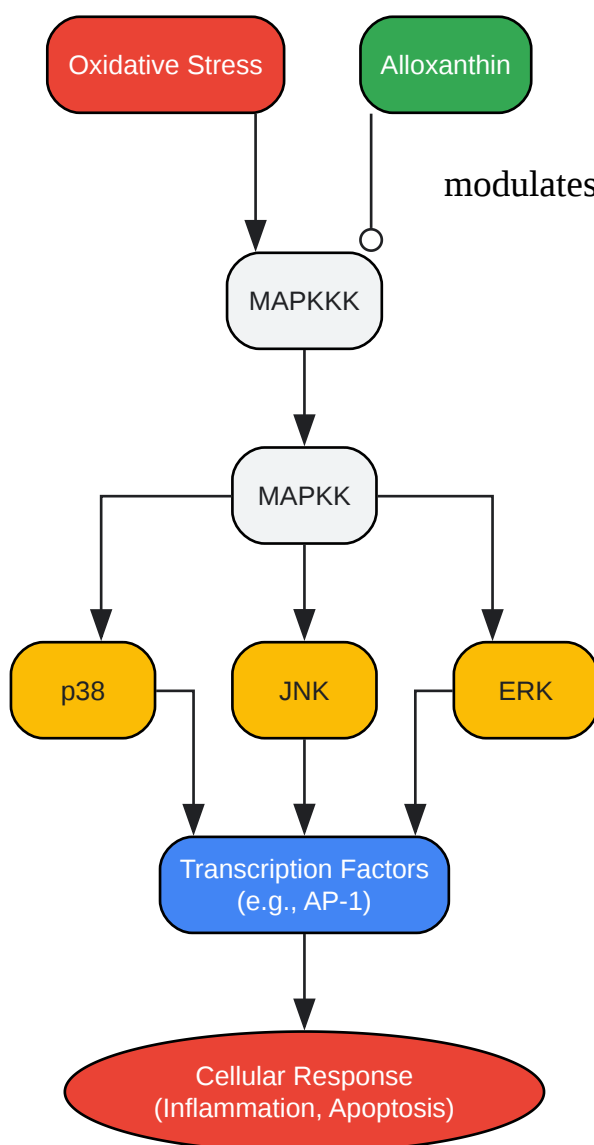 Oxidative Stress
Alloxanthin
modulates
MAPKKK
MAPKK
p38
JNK
ERK
Transcription Factors
(e.g., AP-1)
Cellular Response
(Inflammation, Apoptosis)